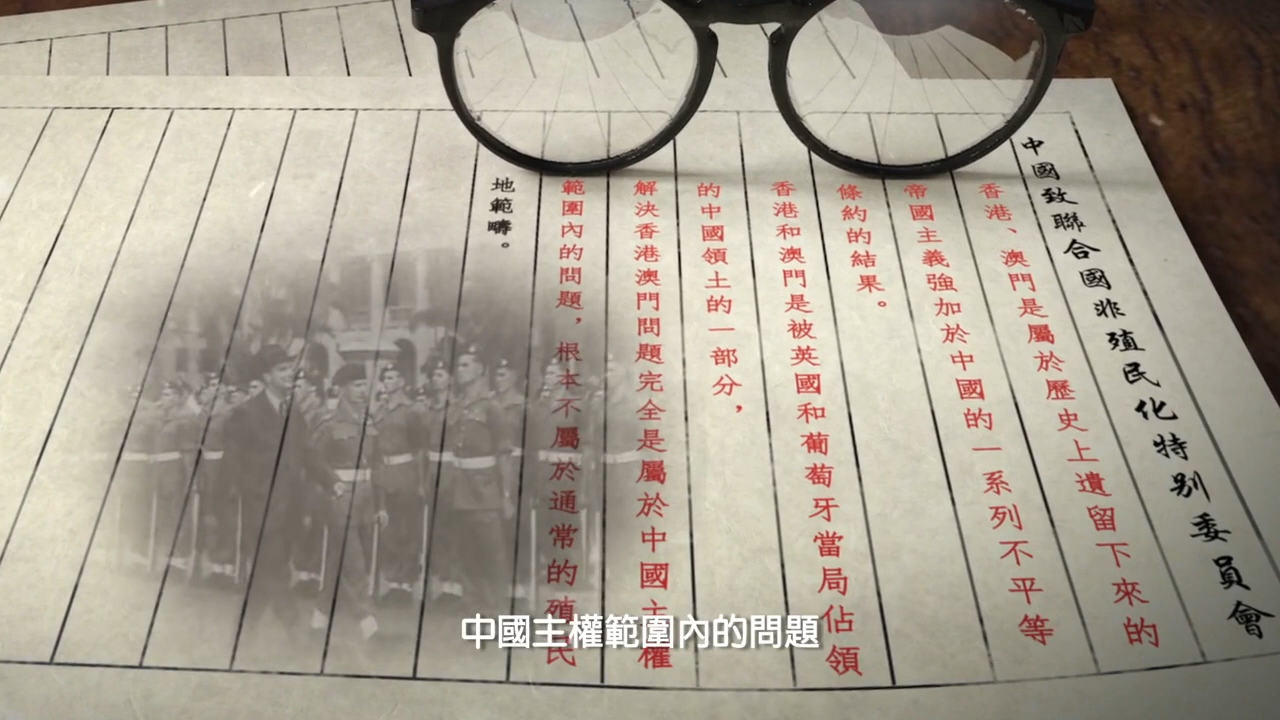 中國致聯合國非殖民化特別委員會
香港、澳門是屬於歷史上遺留下來的
帝國主義強加於中國的一系列不平等
條約的結果。
香港和澳門是被英國和葡萄牙當局佔領
的中國領土的一部分，
解決香港澳門問題完全是屬於中國主權
範圍內的問題，根本不屬於通常的殖民
地範疇。
中國主權範圍內的問題